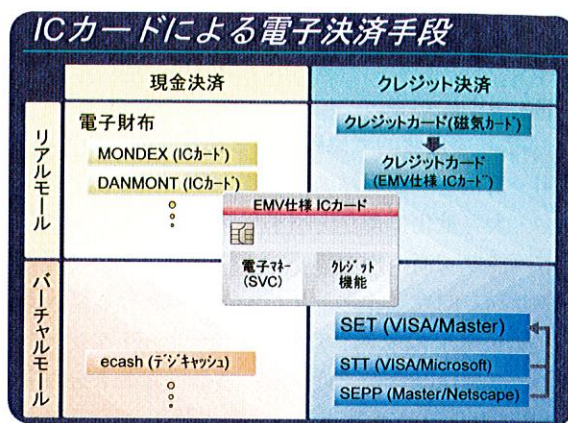 ICカードによる電子決済手段
現金決済
クレジット決済
リアルモール
電子財布
MONDEX (ICｶｰﾄﾞ)
DANMONT (ICｶｰﾄﾞ)
クレジットカード(磁気ｶｰﾄﾞ)
クレジットカード
(EMV仕様 ICｶｰﾄﾞ)
EMV仕様 ICカード
電子ﾏﾈｰ
(SVC)
ｸﾚｼﾞｯﾄ
機能
バーチャルモール
ecash (ﾃﾞｼﾞｷｬｯｼｭ)
SET (VISA/Master)
STT (VISA/Microsoft)
SEPP (Master/Netscape)